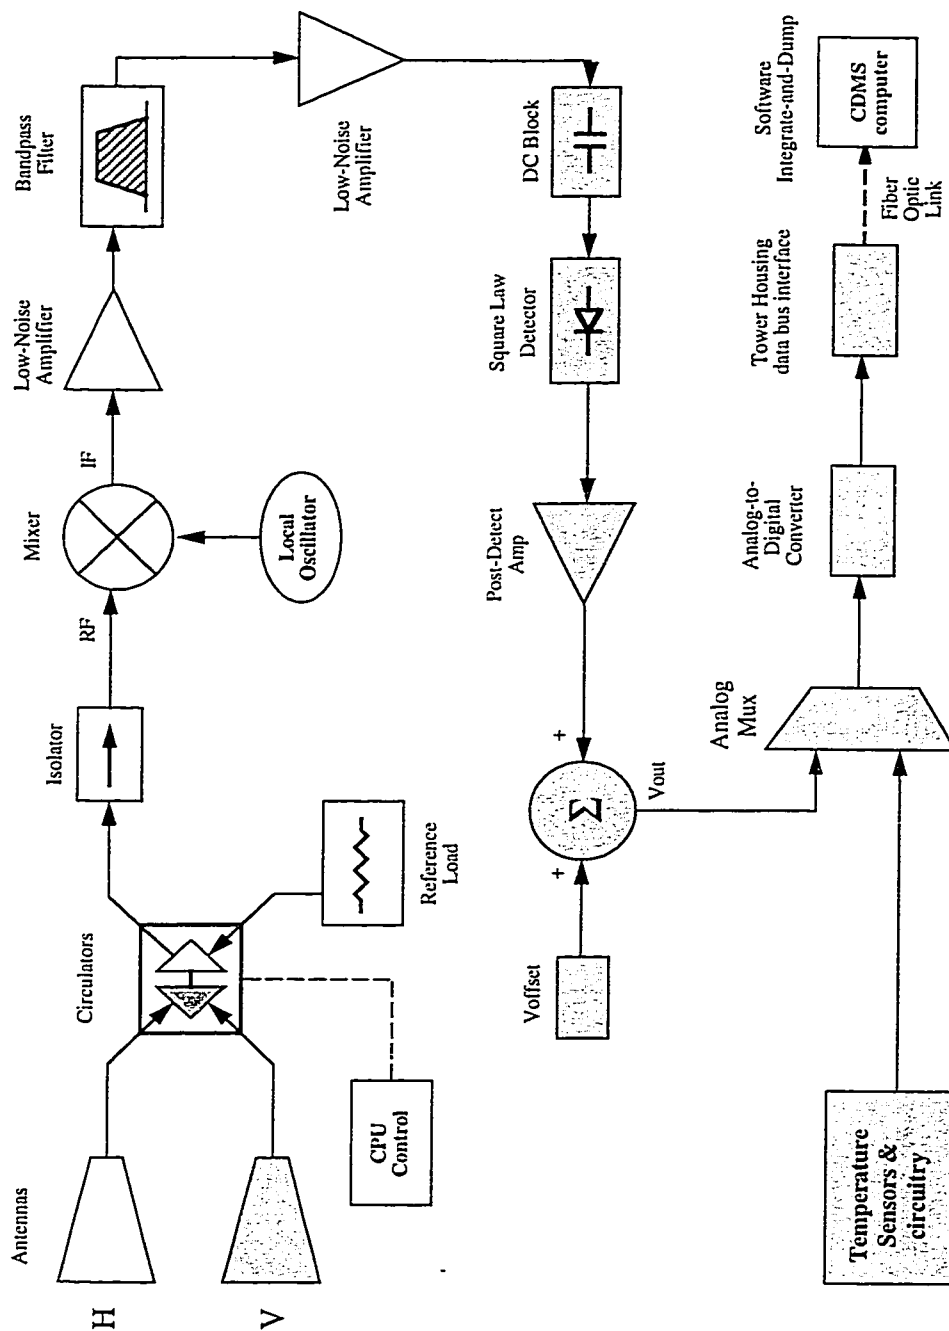 Antennas
H
V
Circulators
CPU
Control
Reference
Load
Isolator
RF
Mixer
IF
Local
Oscillator
Low-Noise
Amplifier
Bandpass
Filter
Low-Noise
Amplifier
DC Block
Square Law
Detector
Post-Detect
Amp
+
Σ
+
Vout
Voffset
Temperature
Sensors &
circuitry
Analog
Mux
Analog-to-
Digital
Converter
Tower Housing
data bus interface
Fiber
Optic
Link
Software
Integrate-and-Dump
CDMS
computer